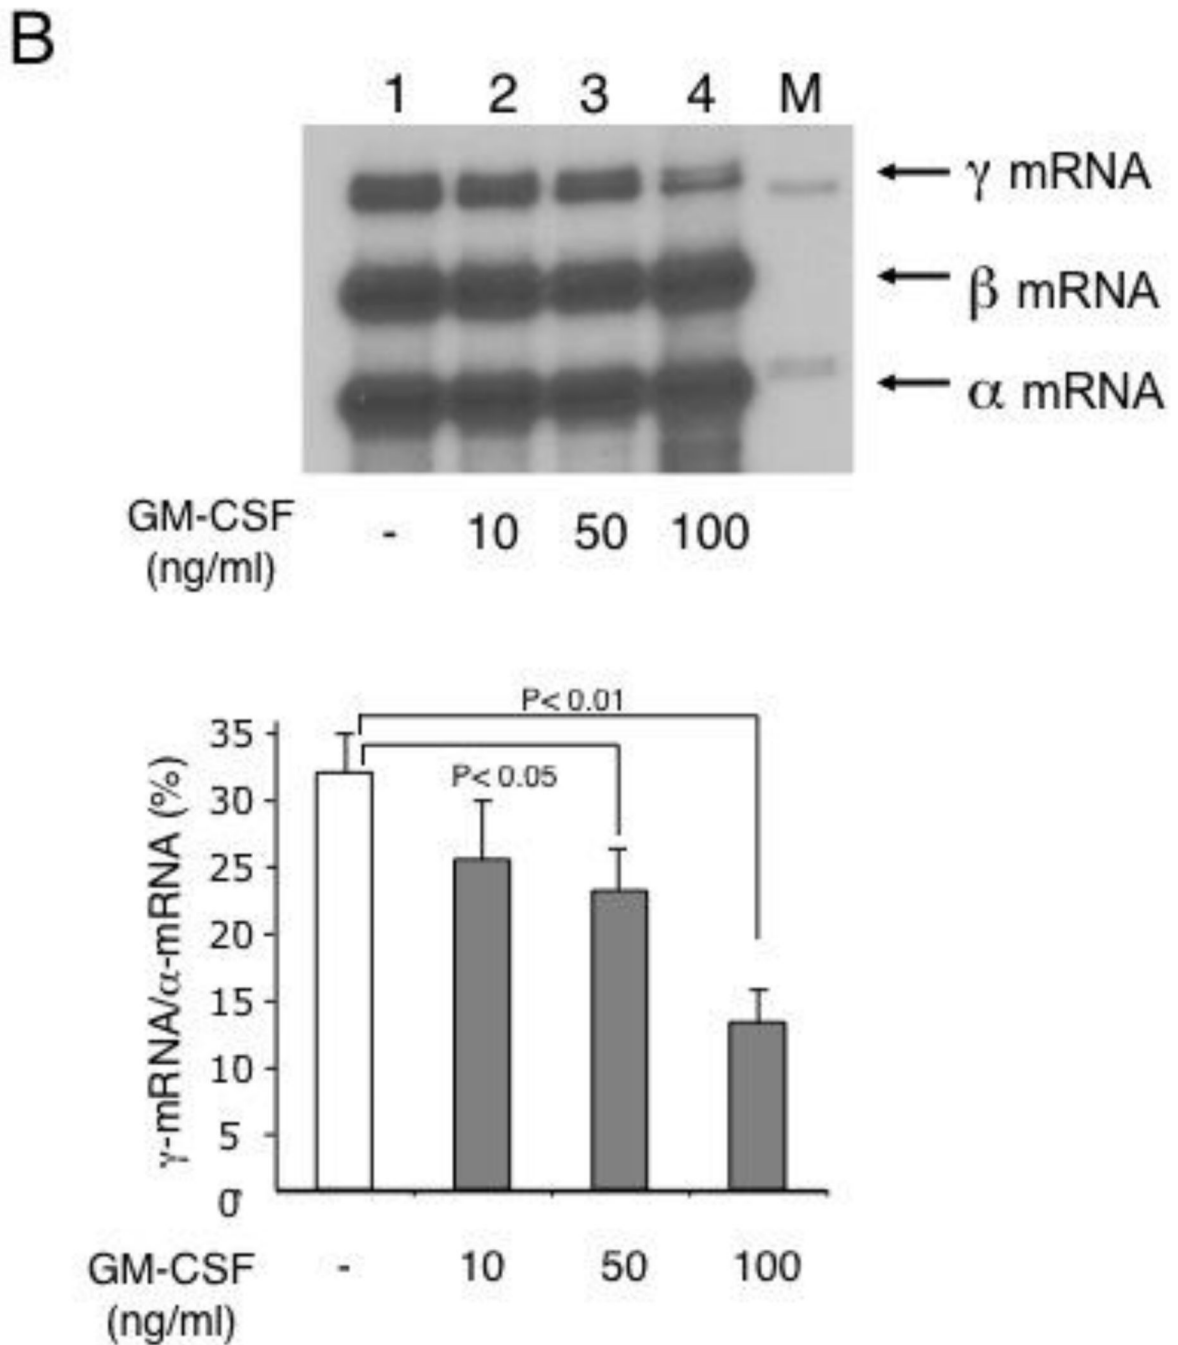 B
1 2 3 4 M
γ mRNA
β mRNA
α mRNA
GM-CSF - 10 50 100
(ng/ml)
P< 0.01
P< 0.05
γ-mRNA/α-mRNA (%)
35
30
25
20
15
10
5
0
GM-CSF - 10 50 100
(ng/ml)